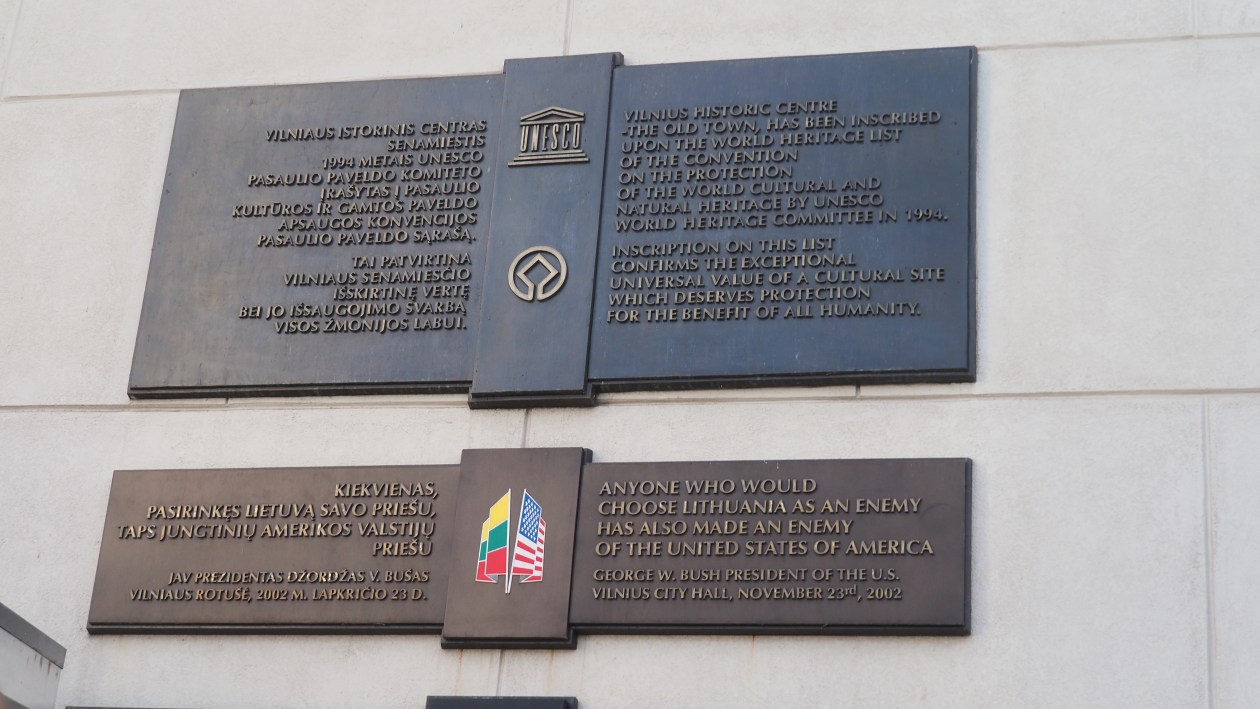 VILNIAUS ISTORINIS CENTRAS
SENAMIESTIS
1994 METAIS UNESCO
PASAULIO PAVELDO KOMITETO
ĮRAŠYTAS Į PASAULIO
KULTŪROS IR GAMTOS PAVELDO
APSAUGOS KONVENCIJOS
PASAULIO PAVELDO SĄRAŠĄ.
TAI PATVIRTINA
VILNIAUS SENAMIESČIO
IŠSKIRTINĘ VERTĘ
BEI JO IŠSAUGOJIMO SVARBĄ
VISOS ŽMONIJOS LABUI.
UNESCO
VILNIUS HISTORIC CENTRE
-THE OLD TOWN, HAS BEEN INSCRIBED
UPON THE WORLD HERITAGE LIST
OF THE CONVENTION
ON THE PROTECTION
OF THE WORLD CULTURAL AND
NATURAL HERITAGE BY UNESCO
WORLD HERITAGE COMMITTEE IN 1994.
INSCRIPTION ON THIS LIST
CONFIRMS THE EXCEPTIONAL
UNIVERSAL VALUE OF A CULTURAL SITE
WHICH DESERVES PROTECTION
FOR THE BENEFIT OF ALL HUMANITY.
KIEKVIENAS,
PASIRINKĘS LIETUVĄ SAVO PRIEŠU,
TAPS JUNGTINIŲ AMERIKOS VALSTIJŲ
PRIEŠU
JAV PREZIDENTAS DŽORDŽAS V. BUŠAS
VILNIAUS ROTUŠĖ, 2002 M. LAPKRIČIO 23 D.
ANYONE WHO WOULD
CHOOSE LITHUANIA AS AN ENEMY
HAS ALSO MADE AN ENEMY
OF THE UNITED STATES OF AMERICA
GEORGE W. BUSH PRESIDENT OF THE U.S.
VILNIUS CITY HALL, NOVEMBER 23rd, 2002